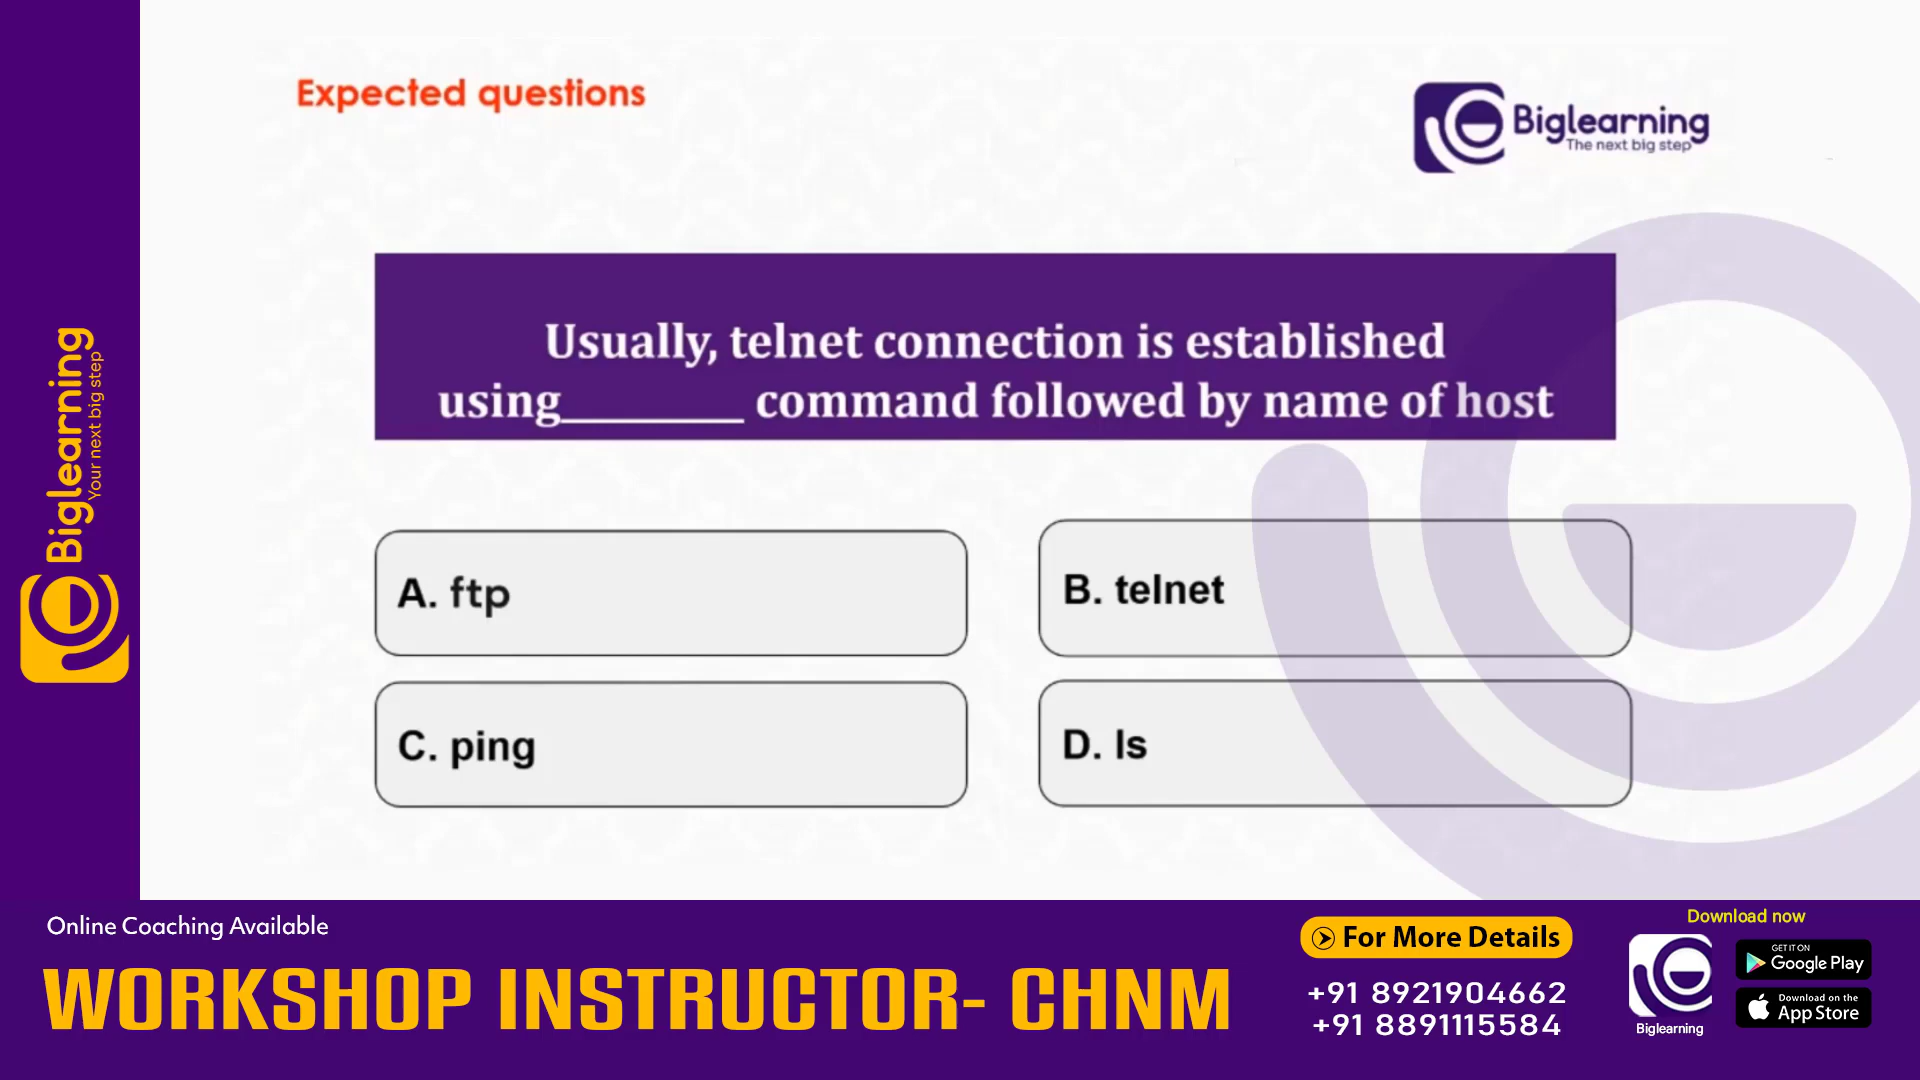 Expected questions
Biglearning
The next big step
Usually, telnet connection is established
using________ command followed by name of host
A. ftp
B. telnet
C. ping
D. ls
Biglearning
Your next big step
Online Coaching Available
WORKSHOP INSTRUCTOR- CHNM
For More Details
+91 8921904662
+91 8891115584
Download now
Biglearning
GET IT ON
Google Play
Download on the
App Store